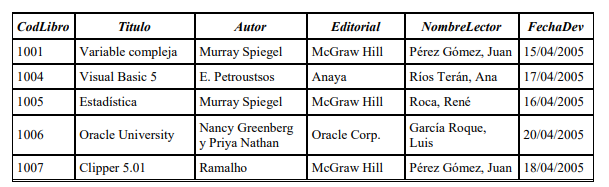 CodLibro Titulo Autor Editorial NombreLector FechaDev
1001 Variable compleja Murray Spiegel McGraw Hill Pérez Gómez, Juan 15/04/2005
1004 Visual Basic 5 E. Petroustsos Anaya Ríos Terán, Ana 17/04/2005
1005 Estadística Murray Spiegel McGraw Hill Roca, René 16/04/2005
1006 Oracle University Nancy Greenberg y Priya Nathan Oracle Corp. García Roque, Luis 20/04/2005
1007 Clipper 5.01 Ramalho McGraw Hill Pérez Gómez, Juan 18/04/2005